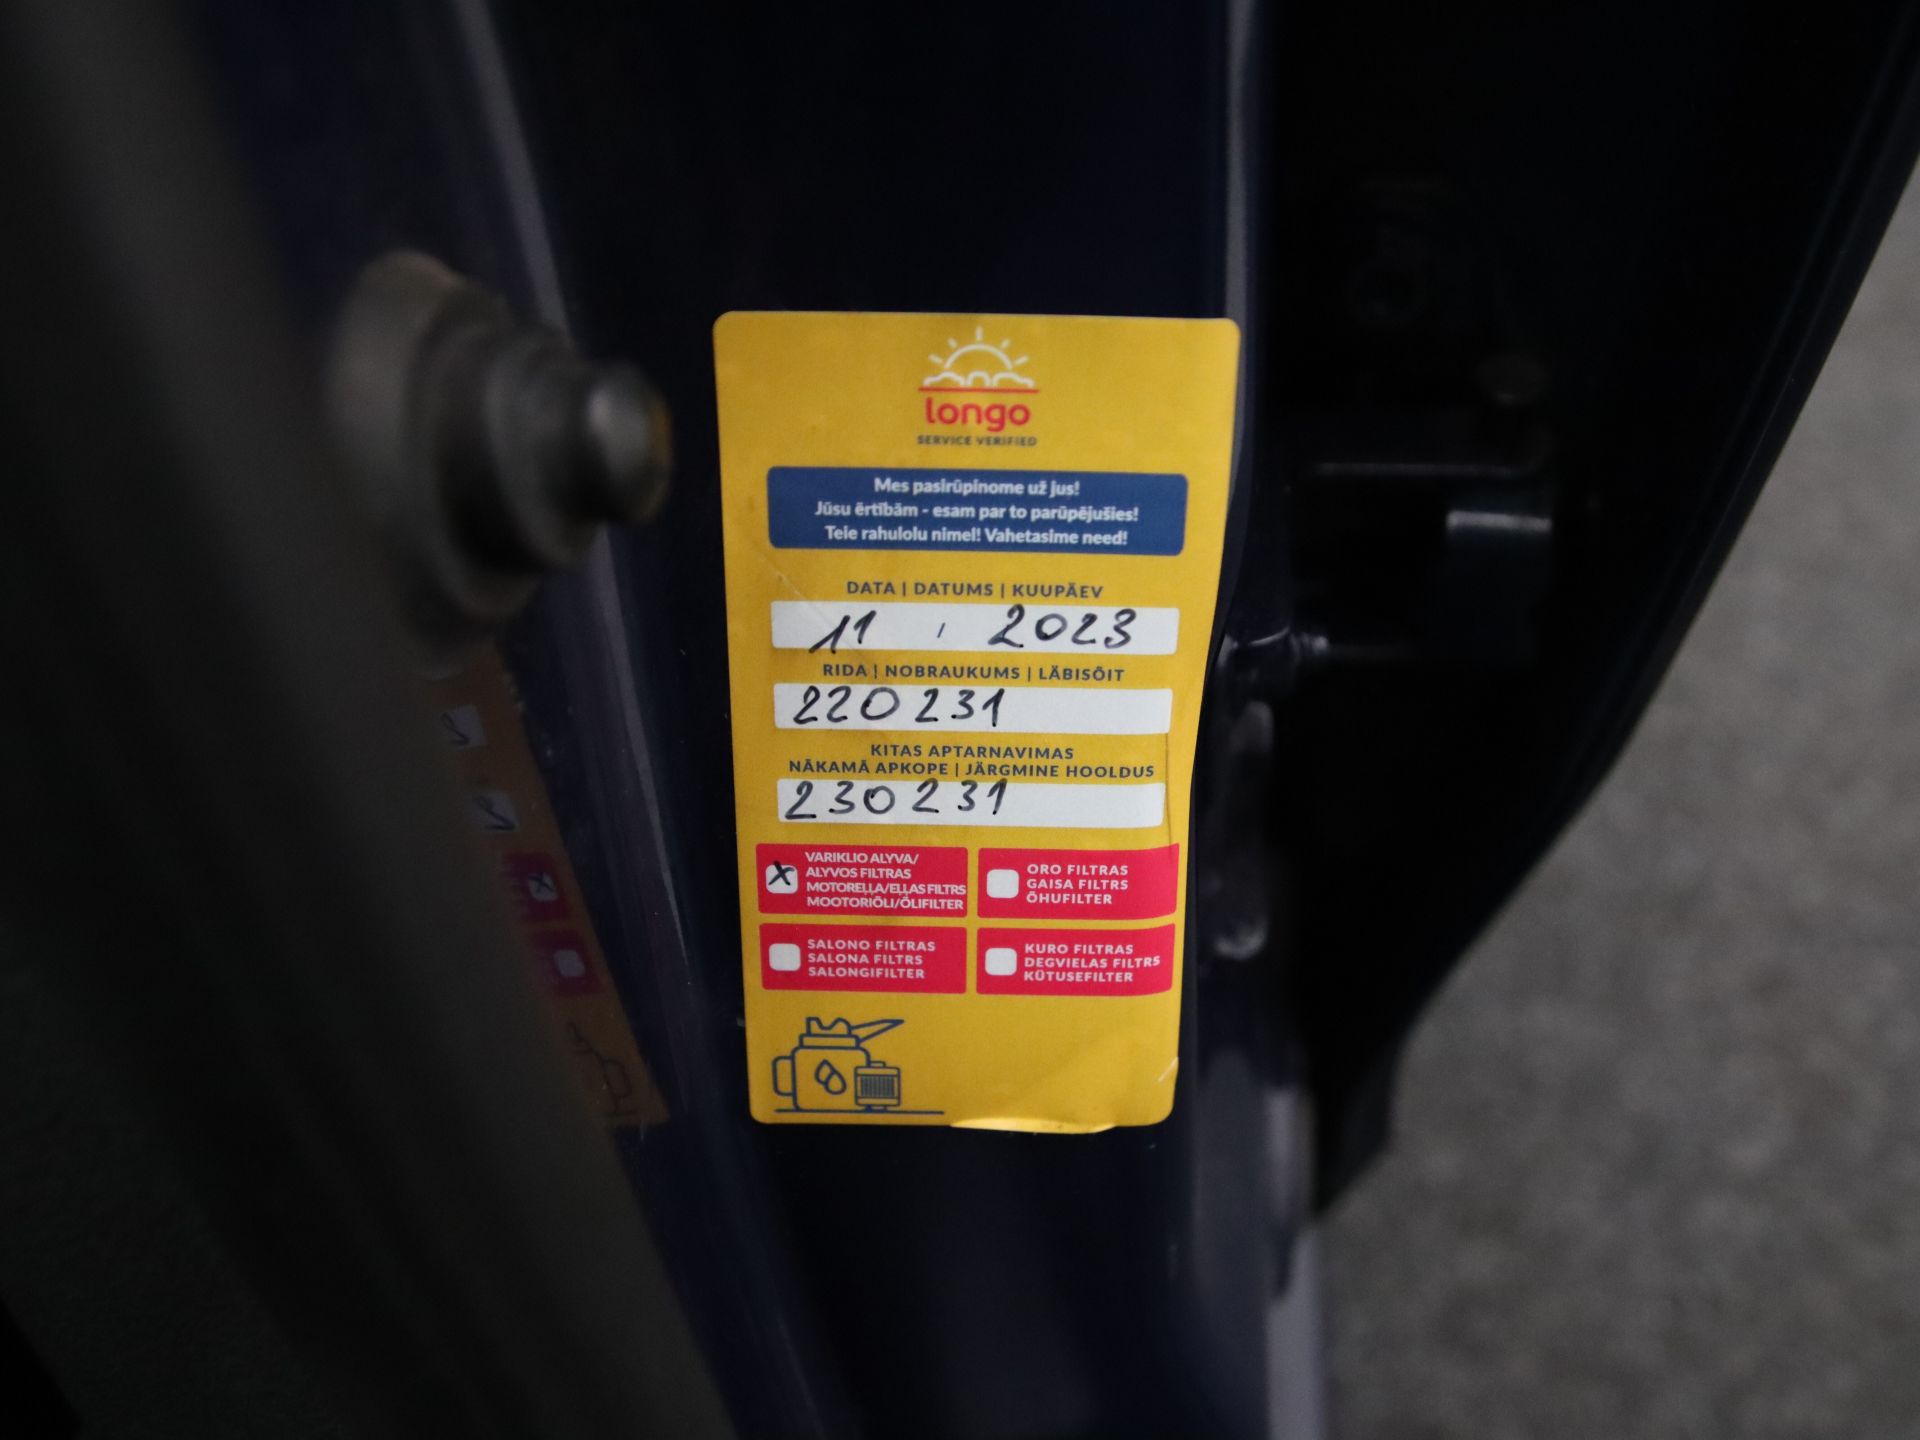 longo
SERVICE VERIFIED
Mes pasirūpinome už jus!
Jūsu ērtībām - esam par to parūpējušies!
Teie rahulolu nimel! Vahetasime need!
DATA | DATUMS | KUUPÄEV
11 , 2023
RIDA | NOBRAUKUMS | LÄBISÕIT
220231
KITAS APTARNAVIMAS
NĀKAMĀ APKOPE | JÄRGMINE HOOLDUS
230231
X VARIKLIO ALYVA/
ALYVOS FILTRAS
MOTOREĻĻA/EĻĻAS FILTRS
MOOTORIÕLI/ÕLIFILTER
ORO FILTRAS
GAISA FILTRS
ÕHUFILTER
SALONO FILTRAS
SALONA FILTRS
SALONGIFILTER
KURO FILTRAS
DEGVIELAS FILTRS
KÜTUSEFILTER